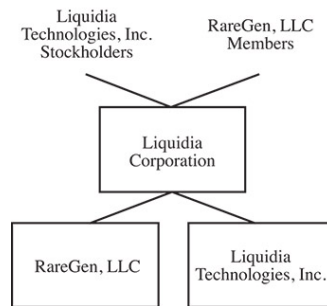 Liquidia
Technologies, Inc.
Stockholders
RareGen, LLC
Members
Liquidia
Corporation
RareGen, LLC
Liquidia
Technologies, Inc.